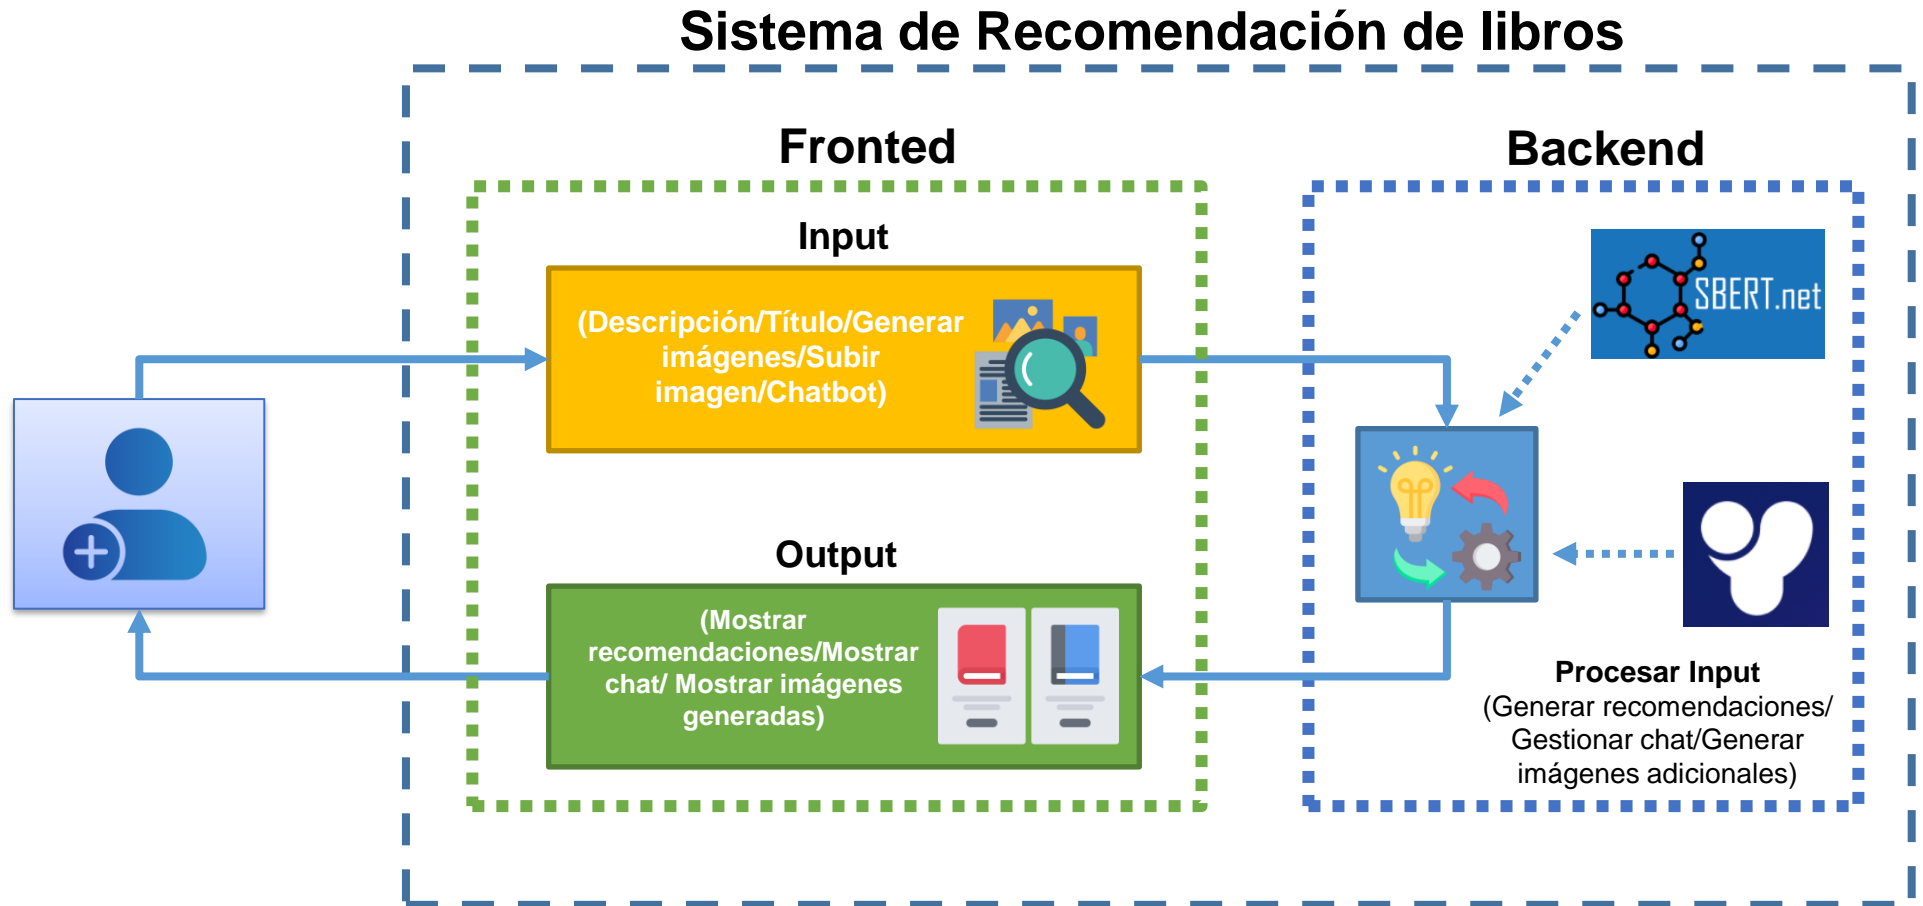 Sistema de Recomendación de libros
Fronted
Backend
Input
(Descripción/Título/Generar
imágenes/Subir
imagen/Chatbot)
SBERT.net
Output
(Mostrar
recomendaciones/Mostrar
chat/ Mostrar imágenes
generadas)
Procesar Input
(Generar recomendaciones/
Gestionar chat/Generar
imágenes adicionales)